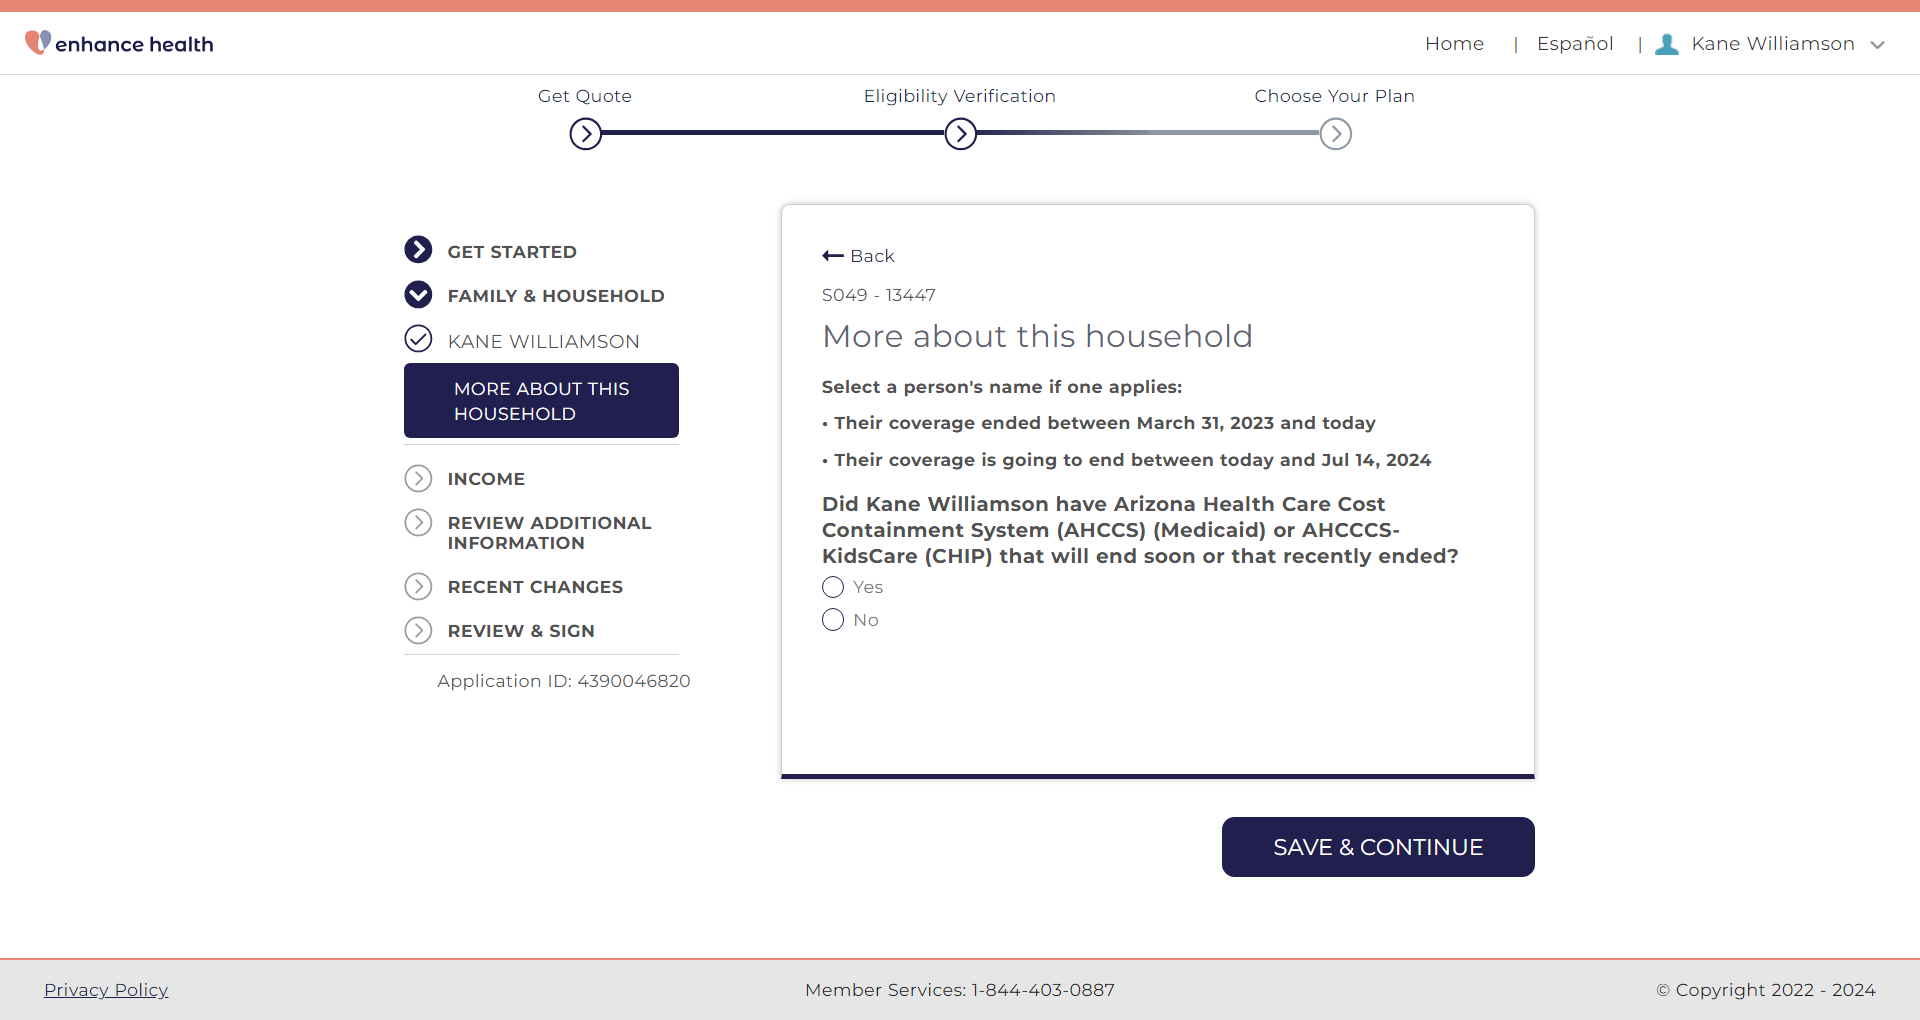 enhance health
Home | Español | Kane Williamson
Get Quote
Eligibility Verification
Choose Your Plan
GET STARTED
FAMILY & HOUSEHOLD
KANE WILLIAMSON
MORE ABOUT THIS
HOUSEHOLD
INCOME
REVIEW ADDITIONAL
INFORMATION
RECENT CHANGES
REVIEW & SIGN
Application ID: 4390046820
Back
S049 - 13447
More about this household
Select a person's name if one applies:
• Their coverage ended between March 31, 2023 and today
• Their coverage is going to end between today and Jul 14, 2024
Did Kane Williamson have Arizona Health Care Cost
Containment System (AHCCS) (Medicaid) or AHCCCS-
KidsCare (CHIP) that will end soon or that recently ended?
Yes
No
SAVE & CONTINUE
Privacy Policy
Member Services: 1-844-403-0887
© Copyright 2022 - 2024